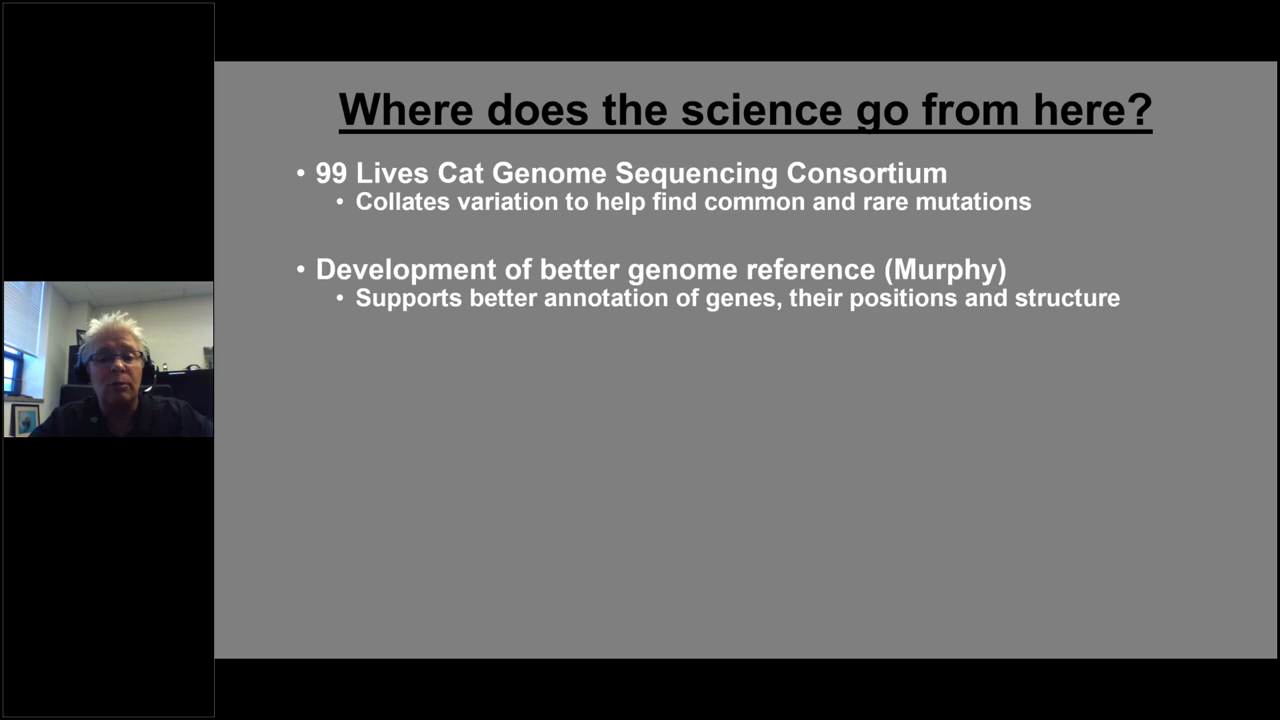 Where does the science go from here?
• 99 Lives Cat Genome Sequencing Consortium
• Collates variation to help find common and rare mutations
• Development of better genome reference (Murphy)
• Supports better annotation of genes, their positions and structure